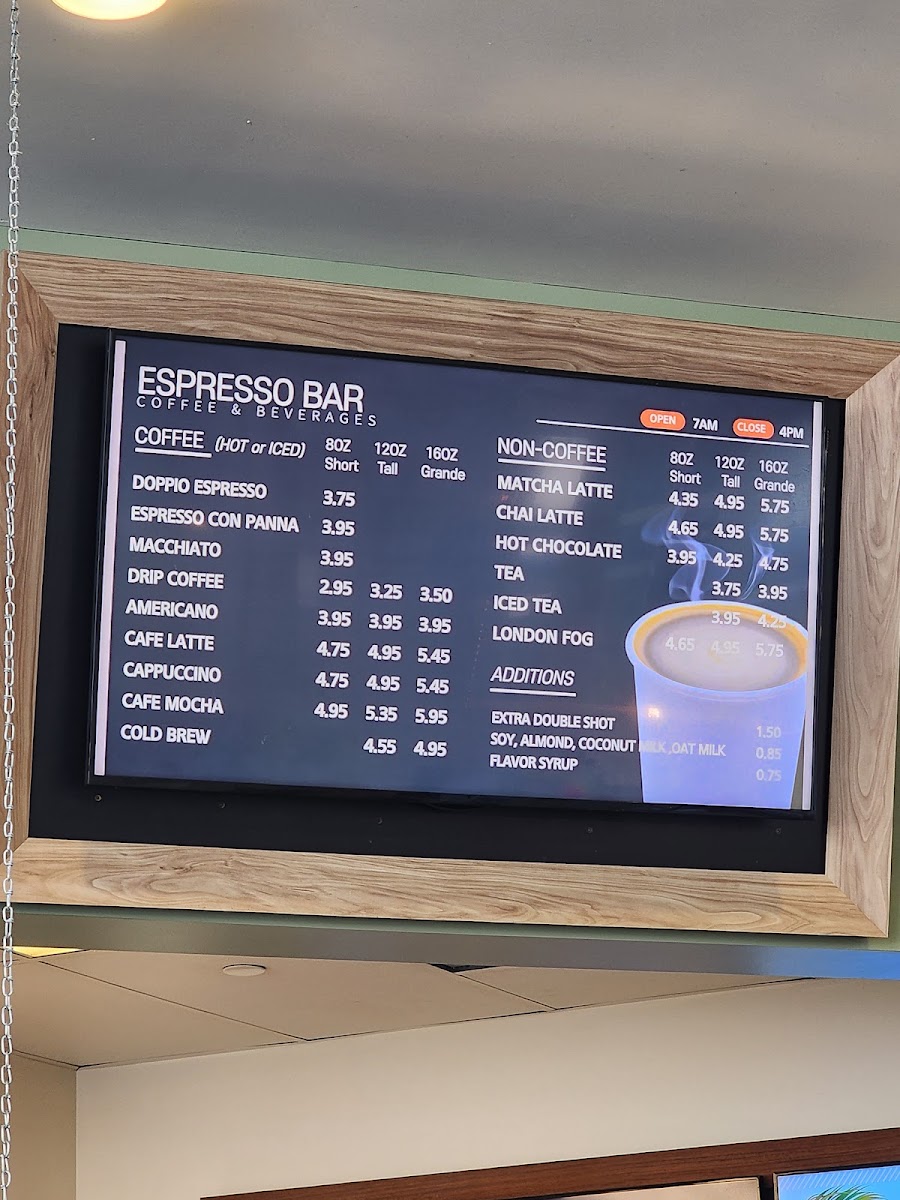 ESPRESSO BAR
COFFEE & BEVERAGES
COFFEE (HOT or ICED) 8OZ Short 12OZ Tall 16OZ Grande
DOPPIO ESPRESSO 3.75
ESPRESSO CON PANNA 3.95
MACCHIATO 3.95
DRIP COFFEE 2.95 3.25 3.50
AMERICANO 3.95 3.95 3.95
CAFE LATTE 4.75 4.95 5.45
CAPPUCCINO 4.75 4.95 5.45
CAFE MOCHA 4.95 5.35 5.95
COLD BREW 4.55 4.95
OPEN 7AM CLOSE 4PM
NON-COFFEE 8OZ Short 12OZ Tall 16OZ Grande
MATCHA LATTE 4.35 4.95 5.75
CHAI LATTE 4.65 4.95 5.75
HOT CHOCOLATE 3.95 4.25 4.75
TEA 3.75 3.95
ICED TEA 3.95 4.25
LONDON FOG 4.65 4.95 5.75
ADDITIONS
EXTRA DOUBLE SHOT 1.50
SOY, ALMOND, COCONUT MILK ,OAT MILK 0.85
FLAVOR SYRUP 0.75